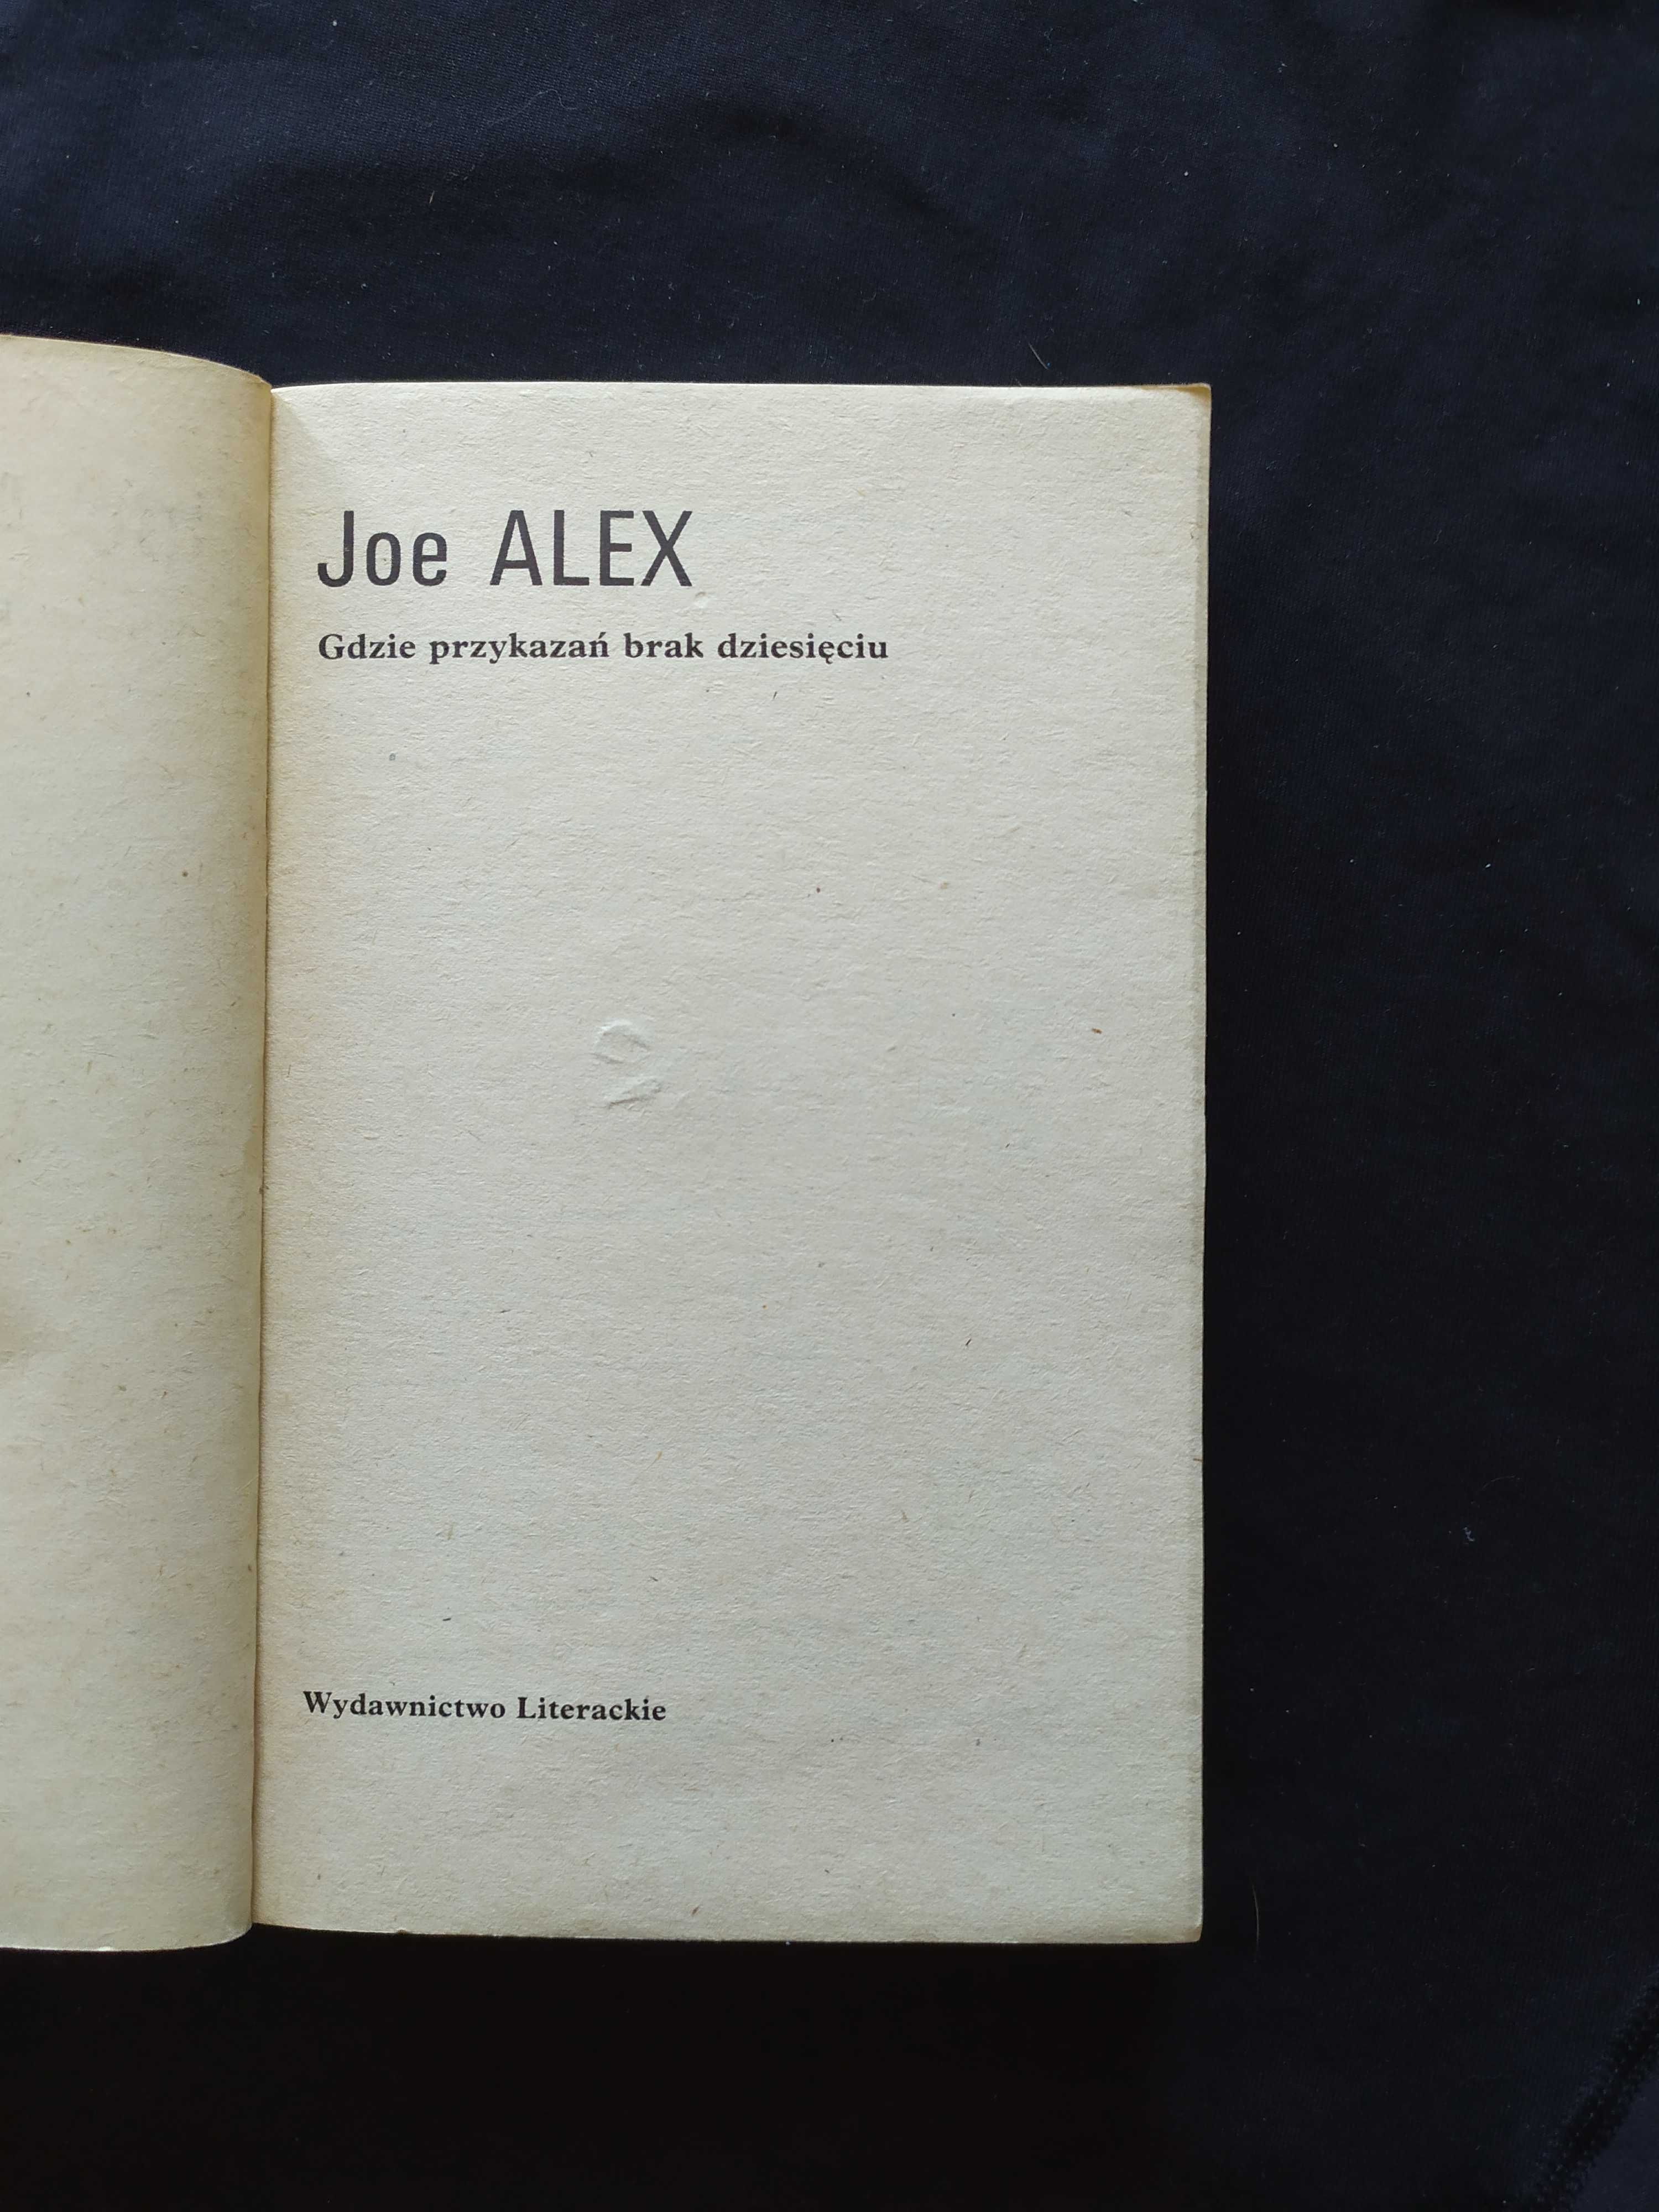 Joe ALEX
Gdzie przykazań brak dziesięciu
Wydawnictwo Literackie